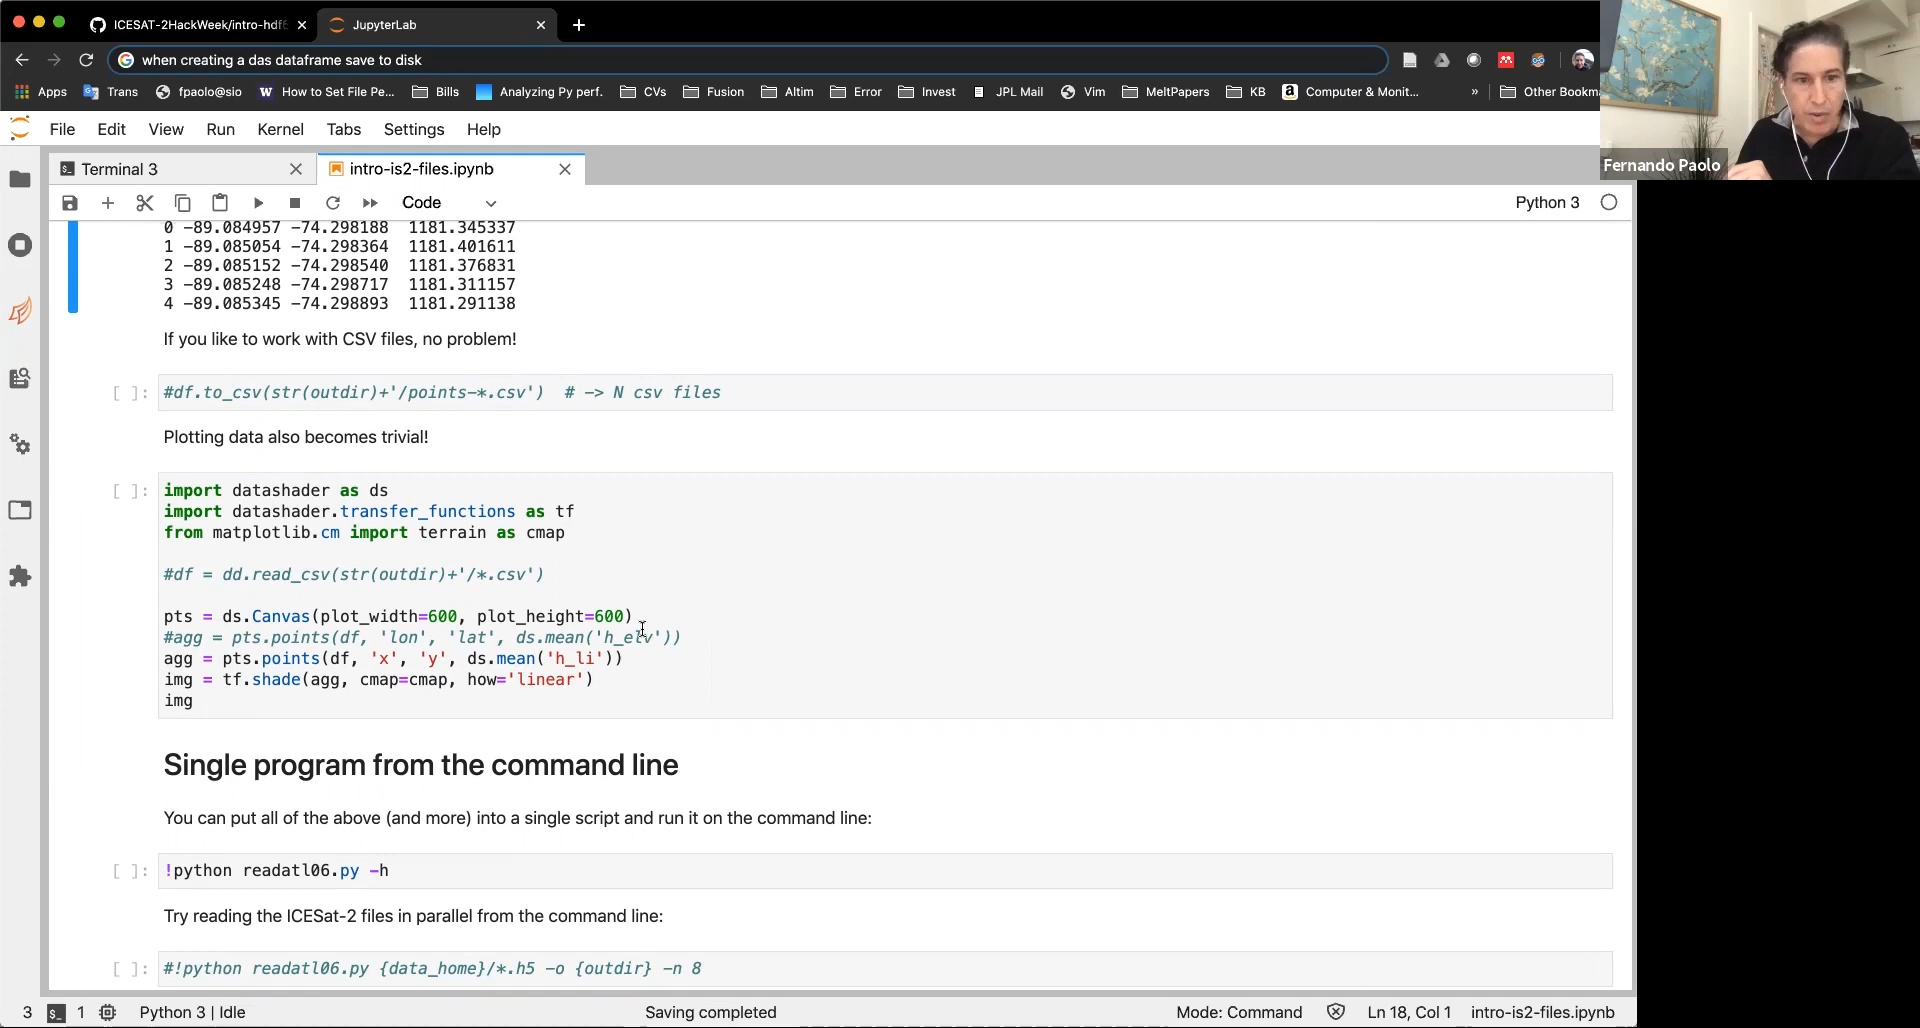 ICESAT-2HackWeek/intro-hdf5
JupyterLab
when creating a das dataframe save to disk
Apps
Trans
fpaolo@sio
W How to Set File Pe...
Bills
Analyzing Py perf.
CVs
Fusion
Altim
Error
Invest
JPL Mail
Vim
MeltPapers
KB
a Computer & Monit...
»
Other Bookma
File
Edit
View
Run
Kernel
Tabs
Settings
Help
Fernando Paolo
Terminal 3
intro-is2-files.ipynb
Code
Python 3
0 -89.084957 -74.298188 1181.345337
1 -89.085054 -74.298364 1181.401611
2 -89.085152 -74.298540 1181.376831
3 -89.085248 -74.298717 1181.311157
4 -89.085345 -74.298893 1181.291138
If you like to work with CSV files, no problem!
[ ]: #df.to_csv(str(outdir)+'/points-*.csv') # -> N csv files
Plotting data also becomes trivial!
[ ]: import datashader as ds
import datashader.transfer_functions as tf
from matplotlib.cm import terrain as cmap
#df = dd.read_csv(str(outdir)+'/*.csv')
pts = ds.Canvas(plot_width=600, plot_height=600)
#agg = pts.points(df, 'lon', 'lat', ds.mean('h_elv'))
agg = pts.points(df, 'x', 'y', ds.mean('h_li'))
img = tf.shade(agg, cmap=cmap, how='linear')
img
Single program from the command line
You can put all of the above (and more) into a single script and run it on the command line:
[ ]: !python readatl06.py -h
Try reading the ICESat-2 files in parallel from the command line:
[ ]: #!python readatl06.py {data_home}/*.h5 -o {outdir} -n 8
3
1
Python 3 | Idle
Saving completed
Mode: Command
Ln 18, Col 1
intro-is2-files.ipynb